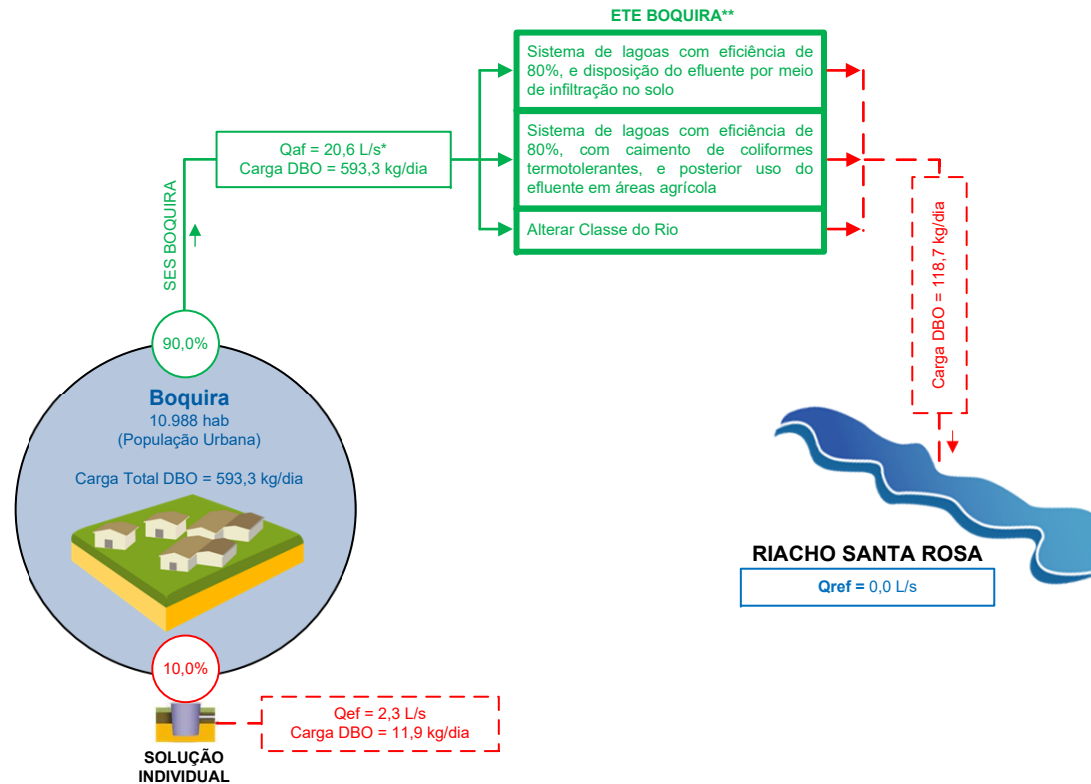 ETE BOQUIRA**
Sistema de lagoas com eficiência de
80%, e disposição do efluente por meio
de infiltração no solo
Sistema de lagoas com eficiência de
80%, com caimento de coliformes
termotolerantes, e posterior uso do
efluente em áreas agrícola
Alterar Classe do Rio
Qaf = 20,6 L/s*
Carga DBO = 593,3 kg/dia
SES BOQUIRA
Carga DBO = 118,7 kg/dia
90,0%
Boquira
10.988 hab
(População Urbana)
Carga Total DBO = 593,3 kg/dia
RIACHO SANTA ROSA
Qref = 0,0 L/s
10,0%
Qef = 2,3 L/s
Carga DBO = 11,9 kg/dia
SOLUÇÃO
INDIVIDUAL